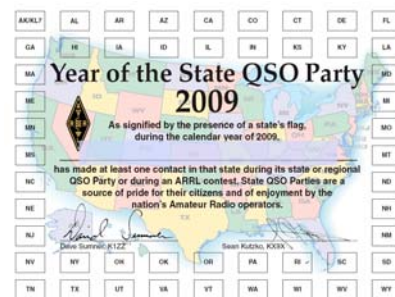 AK/KL7 AL AR AZ CA CO CT DE FL
GA HI IA ID IL IN KS KY LA
MA MD
Year of the State QSO Party
2009
ME MI
MN MO
As signified by the presence of a state's flag,
during the calendar year of 2009,
MS MT
has made at least one contact in that state during its state or regional
QSO Party or during an ARRL contest. State QSO Parties are a
source of pride for their citizens and of enjoyment by the
nation's Amateur Radio operators.
NC ND
NE NH
NJ NM
Dave Sumner, K1ZZ Sean Kutzko, KX9X
NV NY OH OK OR PA RI SC SD
TN TX UT VA VT WA WI WV WY